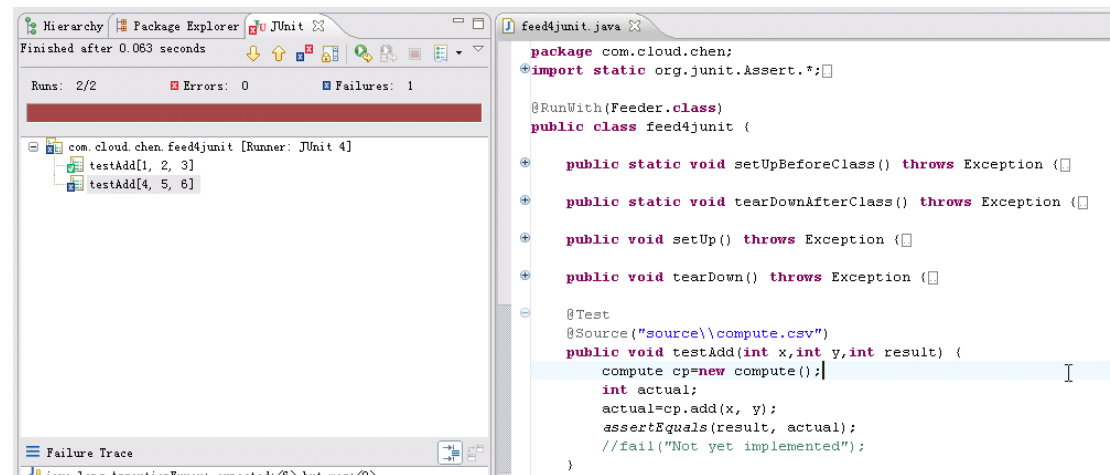 Hierarchy Package Explorer JUnit
Finished after 0.063 seconds
Runs: 2/2 Errors: 0 Failures: 1
com.cloud.chen.feed4junit [Runner: JUnit 4]
testAdd[1, 2, 3]
testAdd[4, 5, 6]
Failure Trace
feed4junit.java
package com.cloud.chen;
import static org.junit.Assert.*;
@RunWith(Feeder.class)
public class feed4junit {
public static void setUpBeforeClass() throws Exception {
public static void tearDownAfterClass() throws Exception {
public void setUp() throws Exception {
public void tearDown() throws Exception {
@Test
@Source("source\\compute.csv")
public void testAdd(int x,int y,int result) {
compute cp=new compute();
int actual;
actual=cp.add(x, y);
assertEquals(result, actual);
//fail("Not yet implemented");
}